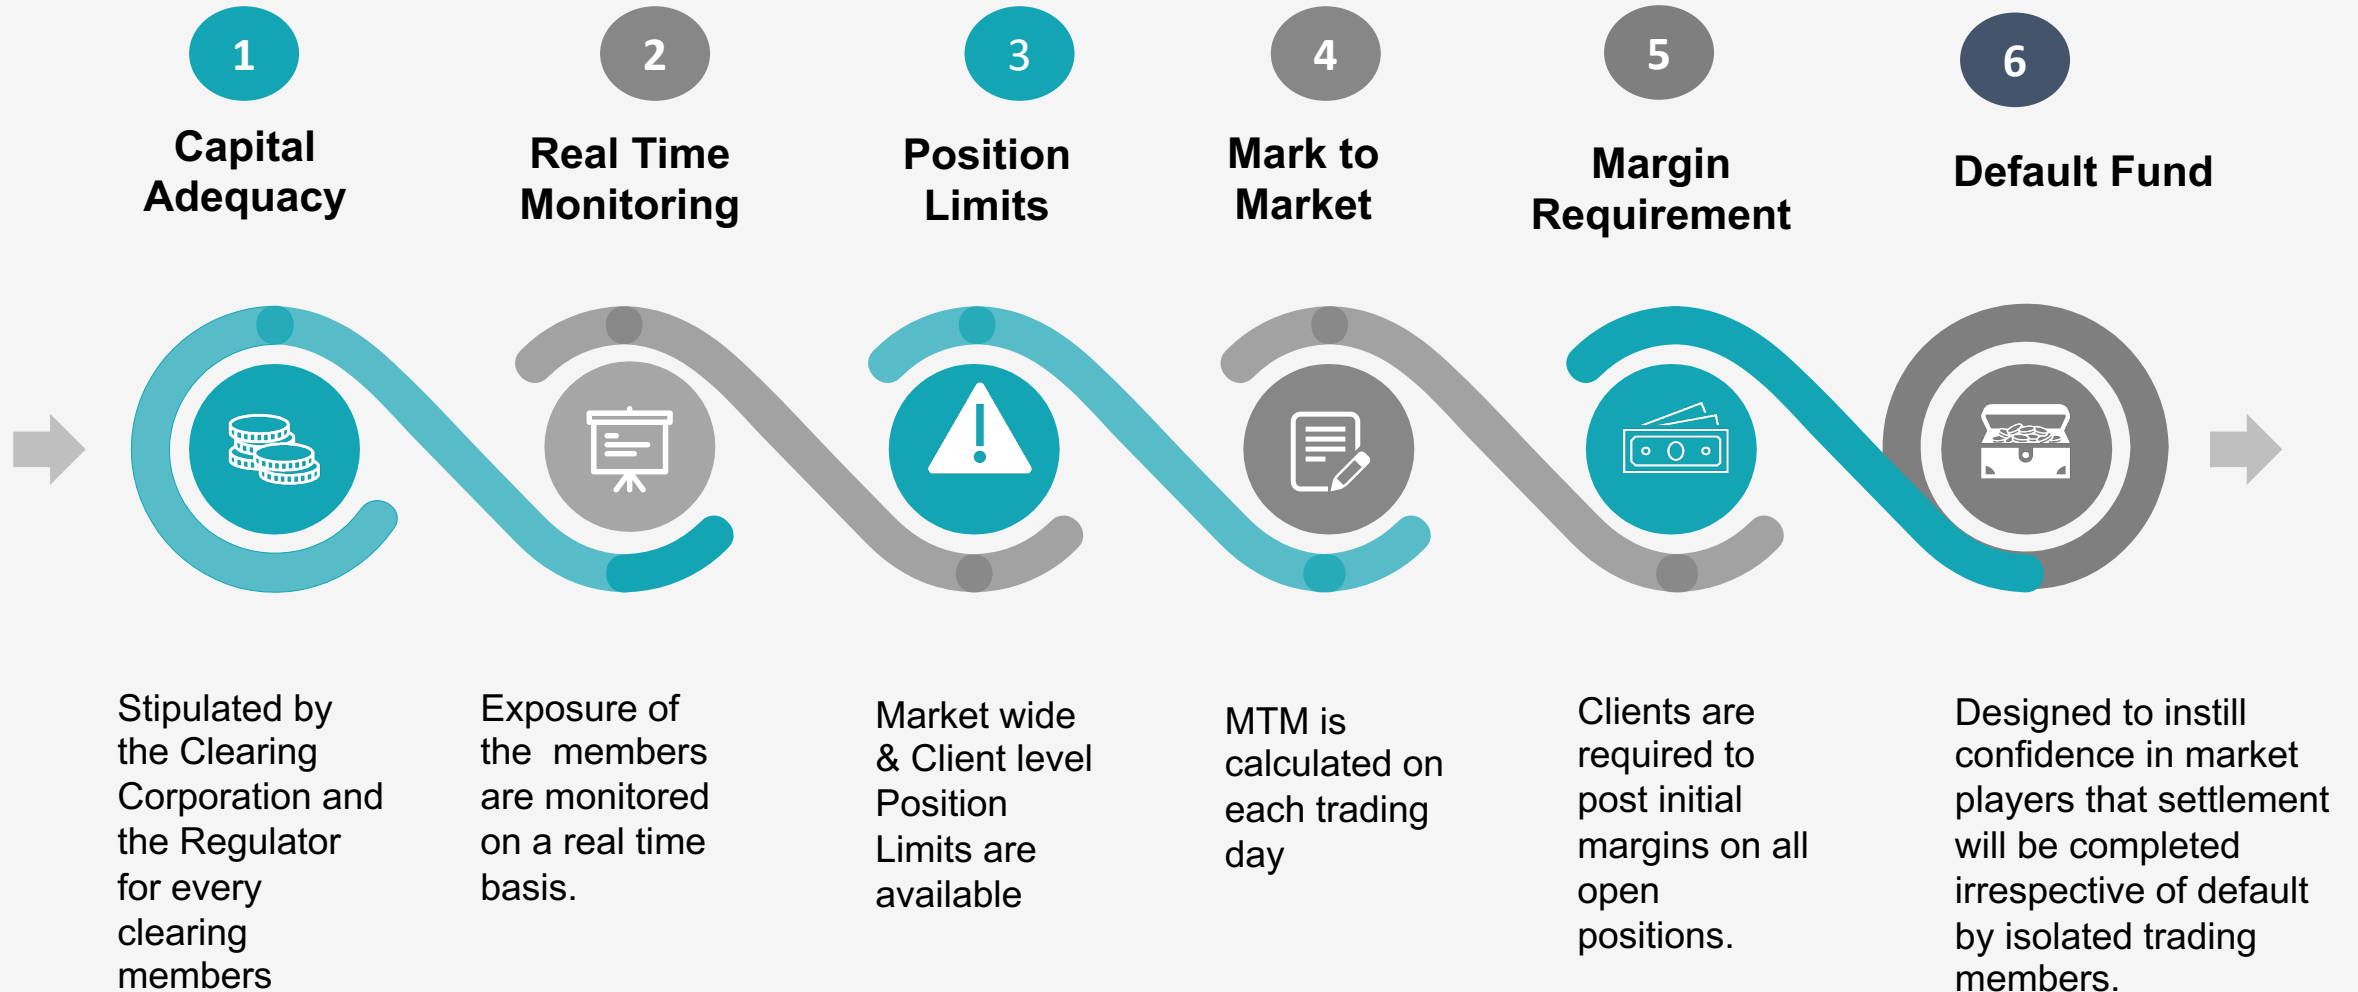 1
Capital
Adequacy
Stipulated by
the Clearing
Corporation and
the Regulator
for every
clearing
members
2
Real Time
Monitoring
Exposure of
the  members
are monitored
on a real time
basis.
3
Position
Limits
Market wide
& Client level
Position
Limits are
available
4
Mark to
Market
MTM is
calculated on
each trading
day
5
Margin
Requirement
Clients are
required to
post initial
margins on all
open
positions.
6
Default Fund
Designed to instill
confidence in market
players that settlement
will be completed
irrespective of default
by isolated trading
members.